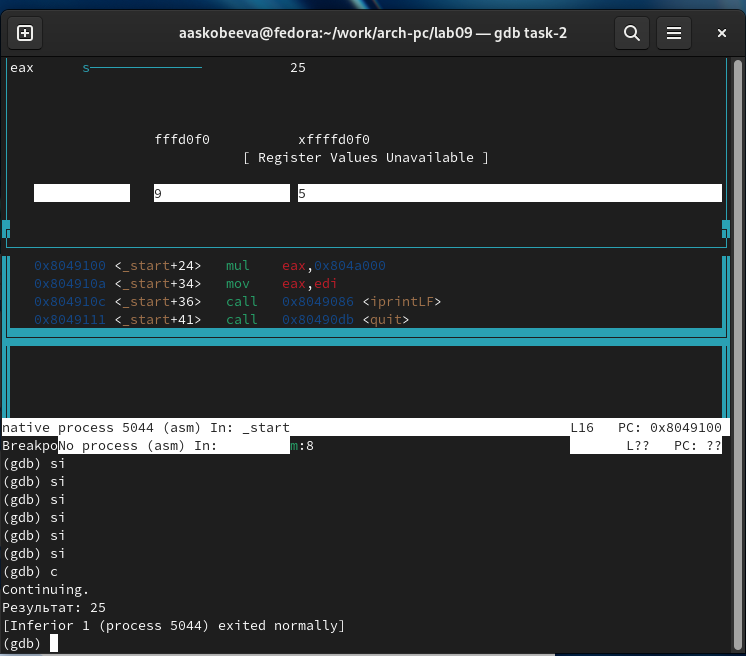 aaskobeeva@fedora:~/work/arch-pc/lab09 — gdb task-2
eax s 25
fffd0f0 xffffd0f0
[ Register Values Unavailable ]
9 5
0x8049100 <_start+24> mul eax,0x804a000
0x804910a <_start+34> mov eax,edi
0x804910c <_start+36> call 0x8049086 <iprintLF>
0x8049111 <_start+41> call 0x80490db <quit>
native process 5044 (asm) In: _start L16 PC: 0x8049100
BreakpoNo process (asm) In: m:8 L?? PC: ??
(gdb) si
(gdb) si
(gdb) si
(gdb) si
(gdb) si
(gdb) si
(gdb) c
Continuing.
Результат: 25
[Inferior 1 (process 5044) exited normally]
(gdb)